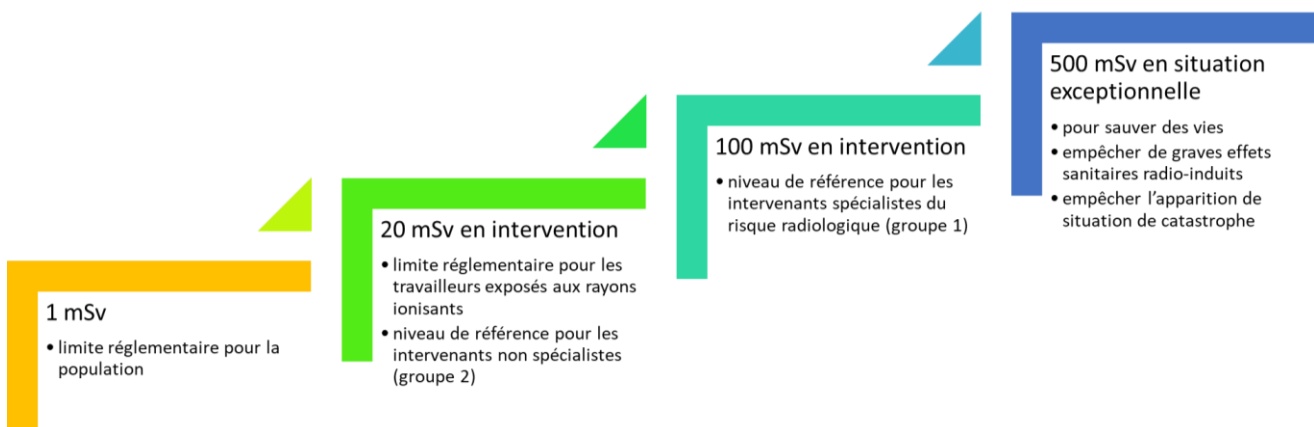 1 mSv
• limite réglementaire pour la
population
20 mSv en intervention
• limite réglementaire pour les
travailleurs exposés aux rayons
ionisants
• niveau de référence pour les
intervenants non spécialistes
(groupe 2)
100 mSv en intervention
• niveau de référence pour les
intervenants spécialistes du
risque radiologique (groupe 1)
500 mSv en situation
exceptionnelle
• pour sauver des vies
• empêcher de graves effets
sanitaires radio-induits
• empêcher l’apparition de
situation de catastrophe